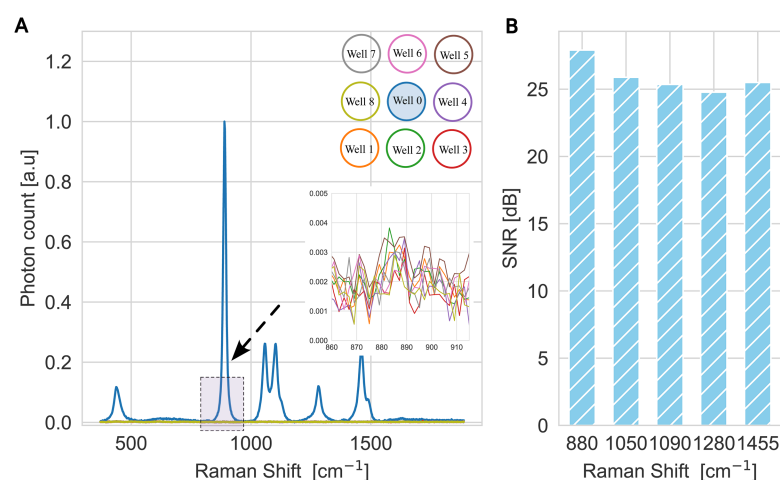 A
1.2
1.0
0.8
0.6
0.4
0.2
0.0
Photon count [a.u]
500
1000
1500
Raman Shift [cm⁻¹]
Well 7
Well 6
Well 5
Well 8
Well 0
Well 4
Well 1
Well 2
Well 3
0.005
0.004
0.003
0.002
0.001
0.000
860
870
880
890
900
910
B
25
20
15
10
5
0
SNR [dB]
880
1050
1090
1280
1455
Raman Shift [cm⁻¹]